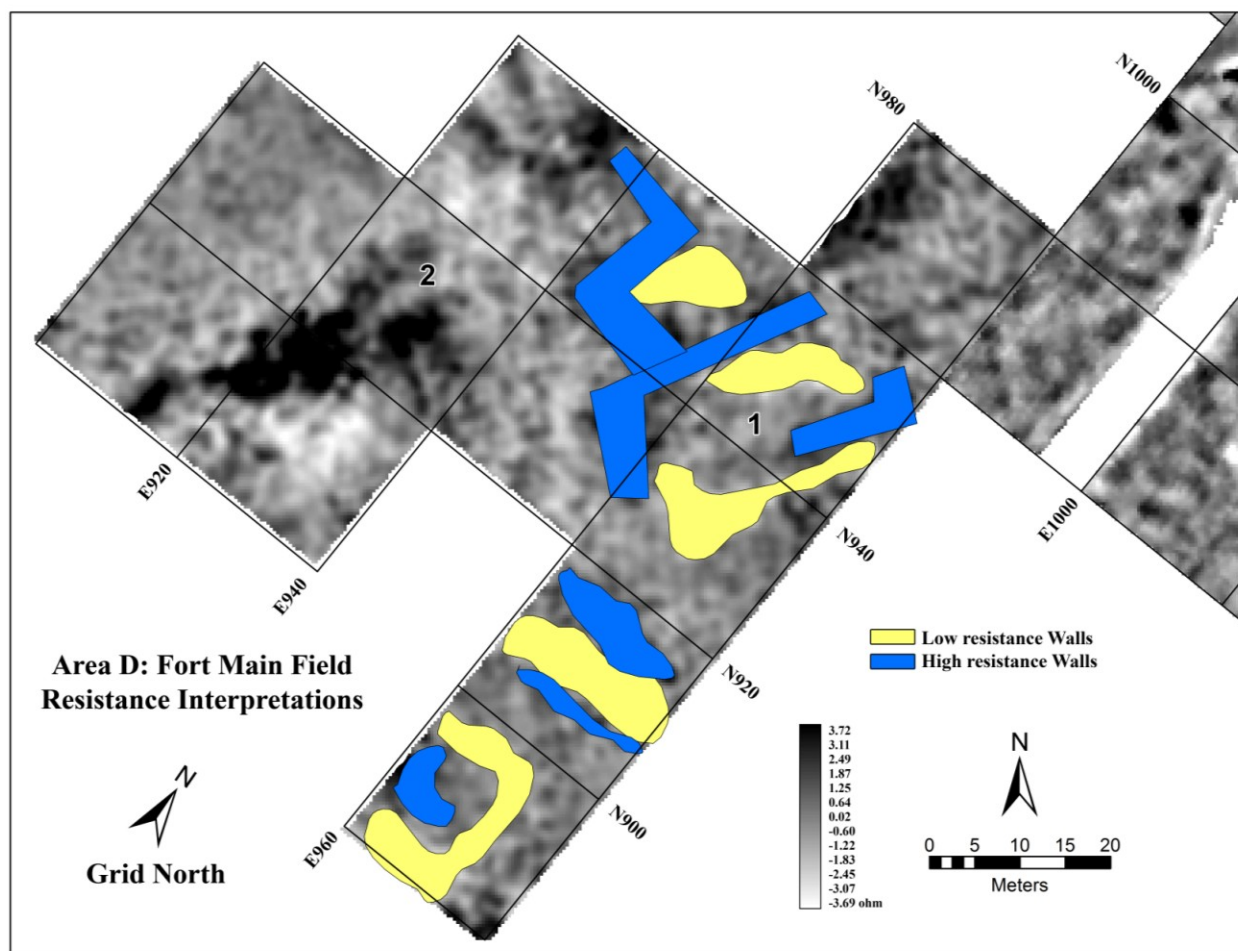 N1000
N980
2
1
E920
E1000
N940
E940
Low resistance Walls
High resistance Walls
Area D: Fort Main Field
Resistance Interpretations
N920
3.72
3.11
2.49
1.87
1.25
0.64
0.02
-0.60
-1.22
-1.83
-2.45
-3.07
-3.69 ohm
N
N
E960
N900
Grid North
0 5 10 15 20
Meters